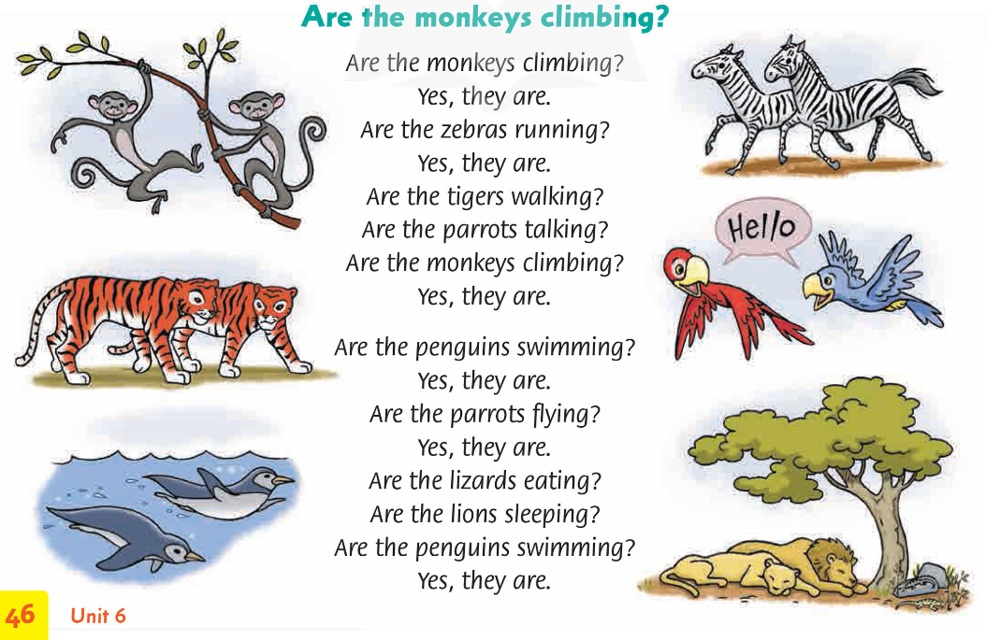 Are the monkeys climbing?
Are the monkeys climbing?
Yes, they are.
Are the zebras running?
Yes, they are.
Are the tigers walking?
Are the parrots talking?
Are the monkeys climbing?
Yes, they are.
Are the penguins swimming?
Yes, they are.
Are the parrots flying?
Yes, they are.
Are the lizards eating?
Are the lions sleeping?
Are the penguins swimming?
Yes, they are.
Hello
46 Unit 6